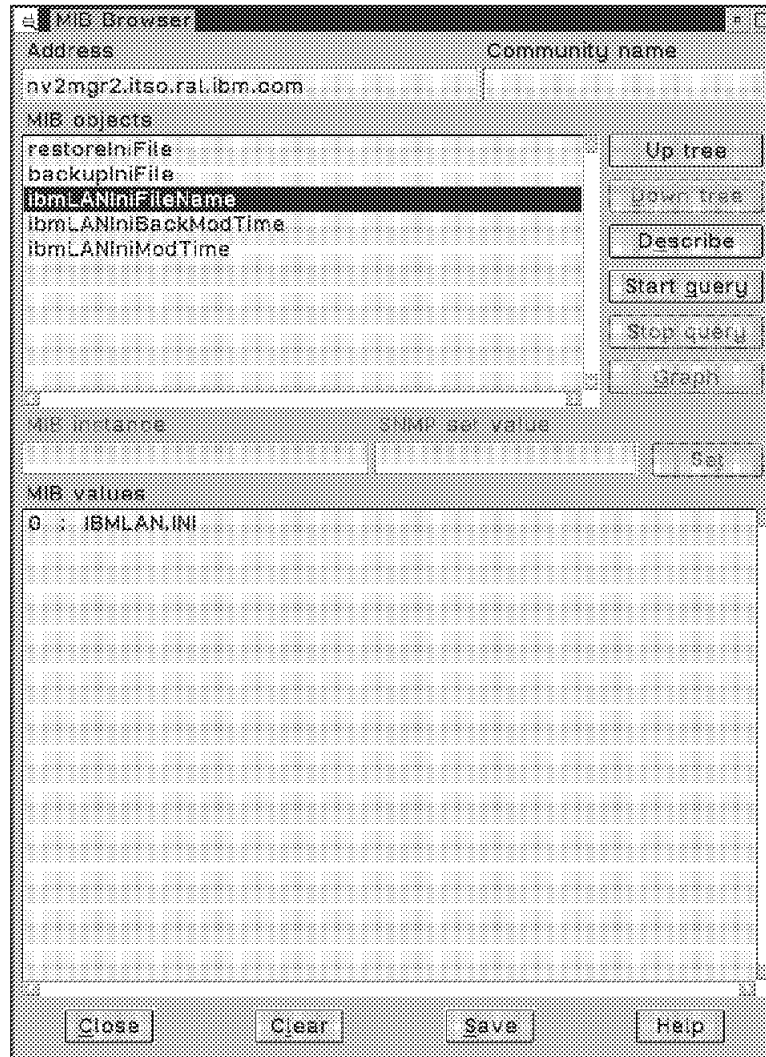 MIB Browser
Address Community name
nv2mgr2.itso.ral.ibm.com
MIB objects
restoreIniFile
backupIniFile
ibmLANIniFileName
ibmLANIniBackModTime
ibmLANIniModTime
Up tree
Down tree
Describe
Start query
Stop query
Graph
MIB instance SNMP set value
Set
MIB values
0 : IBMLAN.INI
Close Clear Save Help